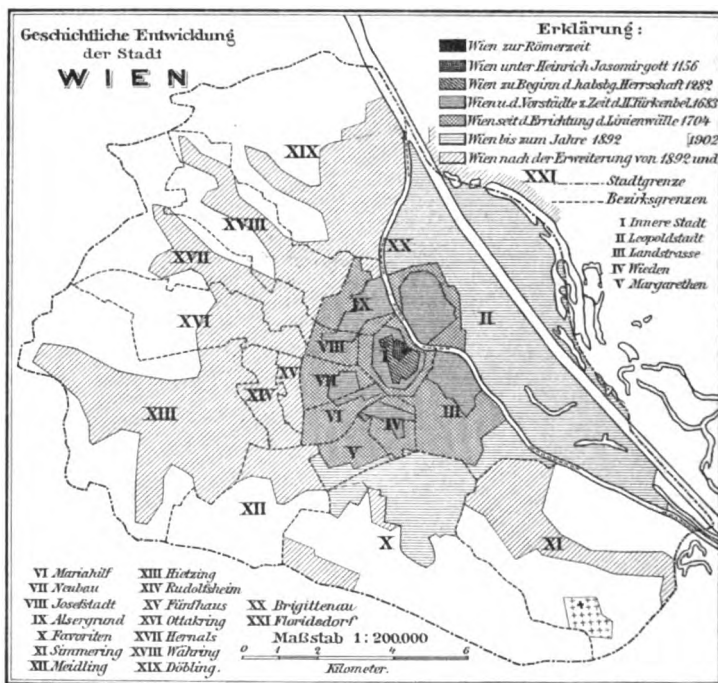 Geschichtliche Entwicklung
der Stadt
WIEN
Erklärung:
Wien zur Römerzeit
Wien unter Heinrich Jasomirgott 1156
Wien zu Beginn d. habsbg. Herrschaft 1282
Wien u. d. Vorstädte z. Zeit d. II. Türkenbel. 1683
Wien seit d. Errichtung d. Linienwälle 1704
Wien bis zum Jahre 1892 [1902
Wien nach der Erweiterung von 1892 und
XXI
Stadtgrenze
Bezirksgrenzen
I Innere Stadt
II Leopoldstadt
III Landstrasse
IV Wieden
V Margarethen
XIX
XVIII
XVII
XX
XVI
IX
II
VIII
I
XV
VII
XIV
XIII
VI
IV
III
V
XII
X
XI
VI Mariahilf
VII Neubau
VIII Josefstadt
IX Alsergrund
X Favoriten
XI Simmering
XII Meidling
XIII Hietzing
XIV Rudolfsheim
XV Fünfhaus
XVI Ottakring
XVII Hernals
XVIII Währing
XIX Döbling.
XX Brigittenau
XXI Floridsdorf
Maßstab 1:200.000
0 2 4 6
Kilometer.